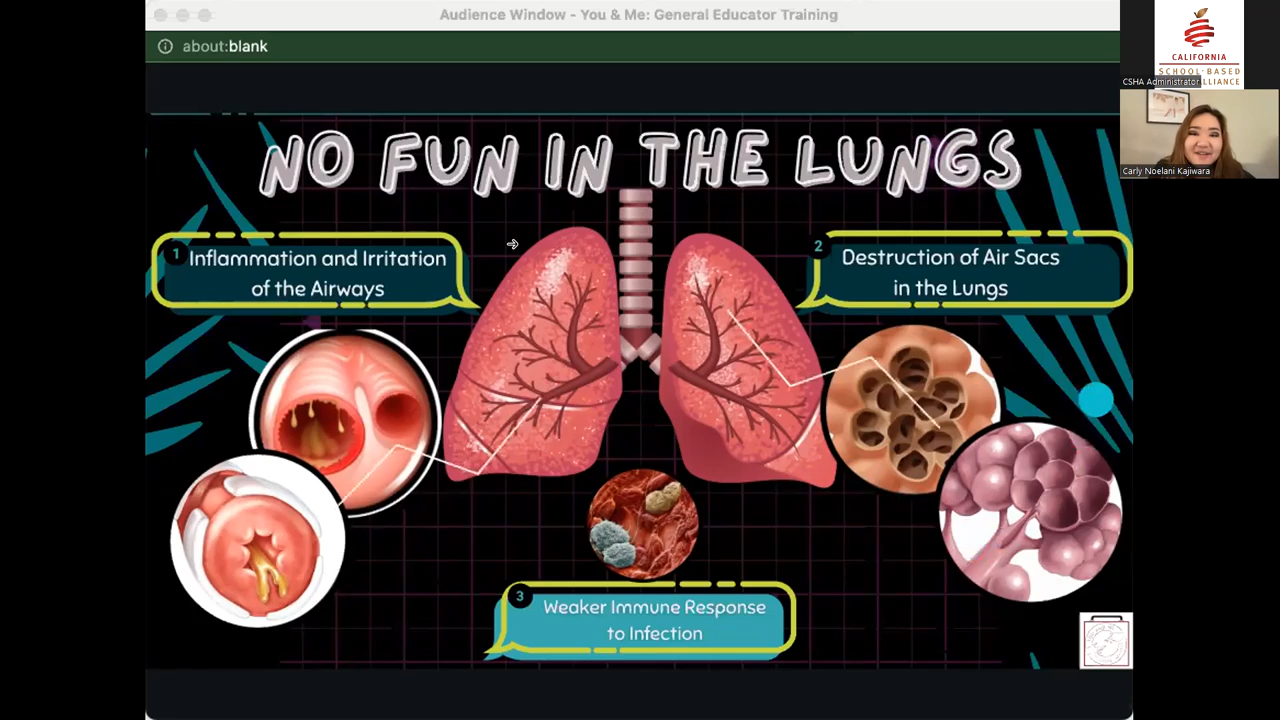 Audience Window - You & Me: General Educator Training
about:blank
NO FUN IN THE LUNGS
1
Inflammation and Irritation
of the Airways
2
Destruction of Air Sacs
in the Lungs
3
Weaker Immune Response
to Infection
CALIFORNIA
SCHOOL-BASED
CSHA Administrator
LLIANCE
Carly Noelani Kajiwara